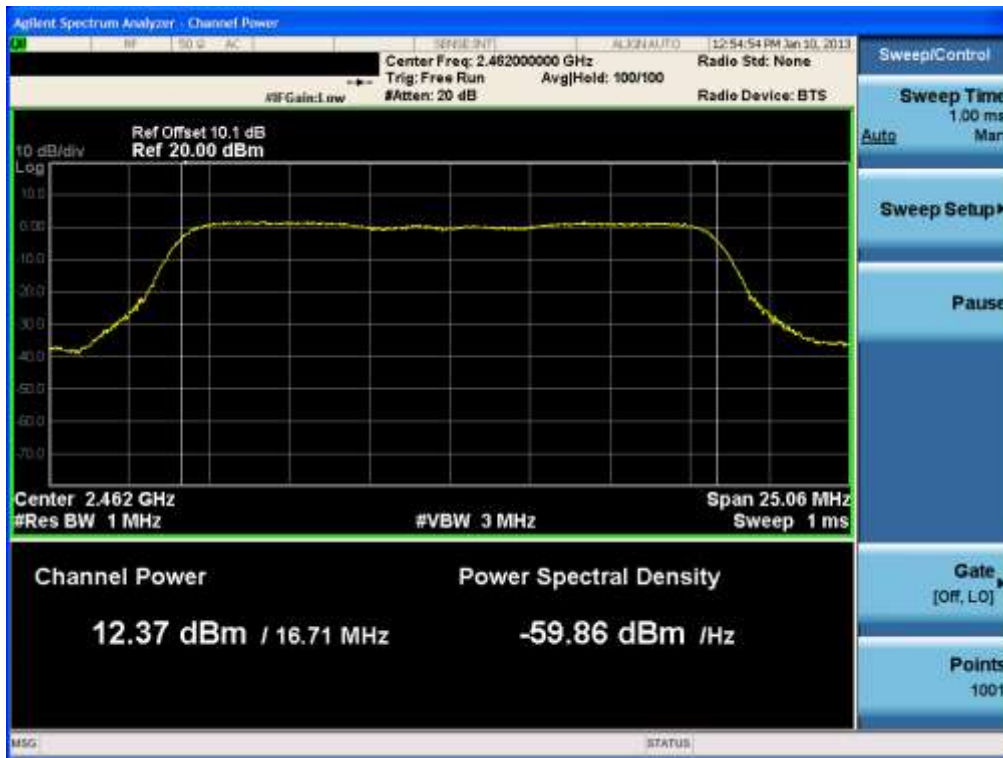 Agilent Spectrum Analyzer - Channel Power
RF 50 Ω AC SENSE:INT ALIGN AUTO 12:54:54 PM Jan 10, 2013
Center Freq: 2.462000000 GHz Radio Std: None
Trig: Free Run Avg|Hold: 100/100
#IFGain:Low #Atten: 20 dB Radio Device: BTS
Ref Offset 10.1 dB
10 dB/div Ref 20.00 dBm
Log
10.0
0.00
-10.0
-20.0
-30.0
-40.0
-50.0
-60.0
-70.0
Center 2.462 GHz Span 25.06 MHz
#Res BW 1 MHz #VBW 3 MHz Sweep 1 ms
Channel Power Power Spectral Density
12.37 dBm / 16.71 MHz -59.86 dBm /Hz
MSG STATUS
Sweep/Control
Sweep Time
1.00 ms
Auto Man
Sweep Setup
Pause
Gate
[Off, LO]
Points
1001